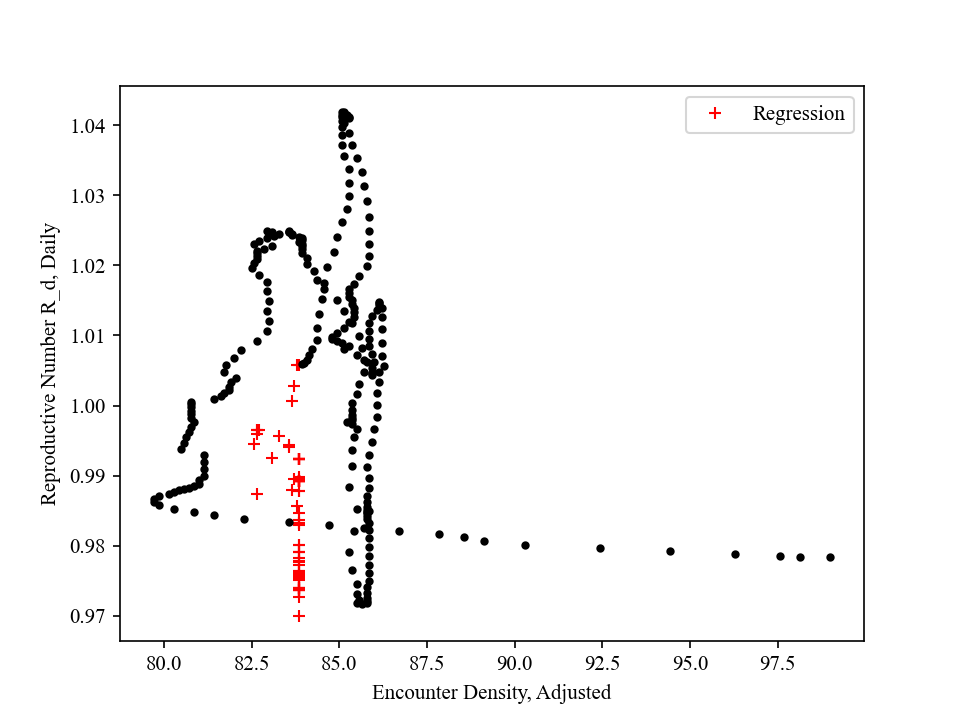 Regression
1.04
1.03
1.02
1.01
1.00
0.99
0.98
0.97
Reproductive Number R_d, Daily
80.0 82.5 85.0 87.5 90.0 92.5 95.0 97.5
Encounter Density, Adjusted